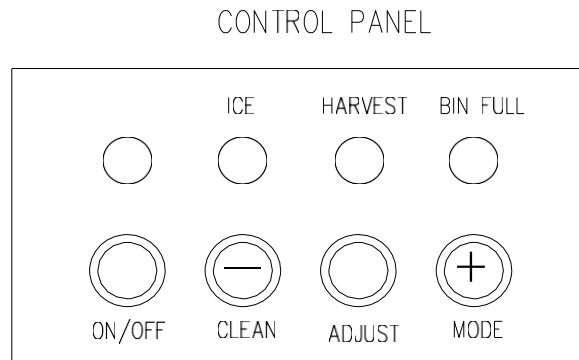 CONTROL PANEL
ICE HARVEST BIN FULL
− +
ON/OFF CLEAN ADJUST MODE